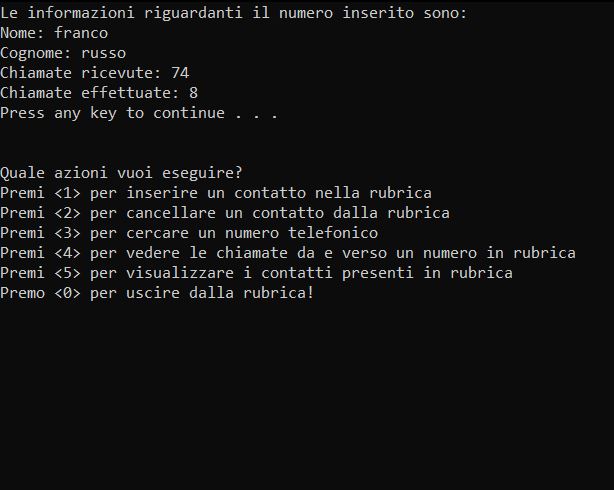 Le informazioni riguardanti il numero inserito sono:
Nome: franco
Cognome: russo
Chiamate ricevute: 74
Chiamate effettuate: 8
Press any key to continue . . .
Quale azioni vuoi eseguire?
Premi <1> per inserire un contatto nella rubrica
Premi <2> per cancellare un contatto dalla rubrica
Premi <3> per cercare un numero telefonico
Premi <4> per vedere le chiamate da e verso un numero in rubrica
Premi <5> per visualizzare i contatti presenti in rubrica
Premo <0> per uscire dalla rubrica!